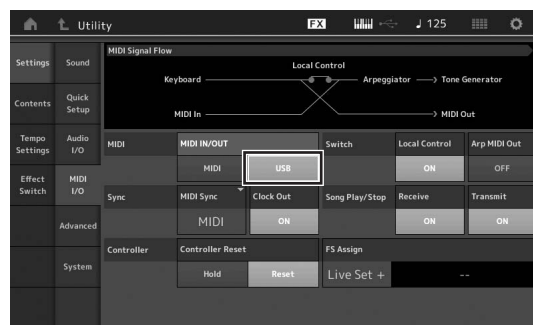 Utility FX ♩ 125
MIDI Signal Flow
Settings Sound
Local Control
Keyboard Arpeggiator Tone Generator
Contents Quick Setup
MIDI In MIDI Out
Tempo Settings Audio I/O
MIDI MIDI IN/OUT Switch Local Control Arp MIDI Out
MIDI USB ON OFF
Effect Switch MIDI I/O
Sync MIDI Sync Clock Out Song Play/Stop Receive Transmit
MIDI ON ON ON
Advanced
Controller Controller Reset FS Assign
System
Hold Reset Live Set + --